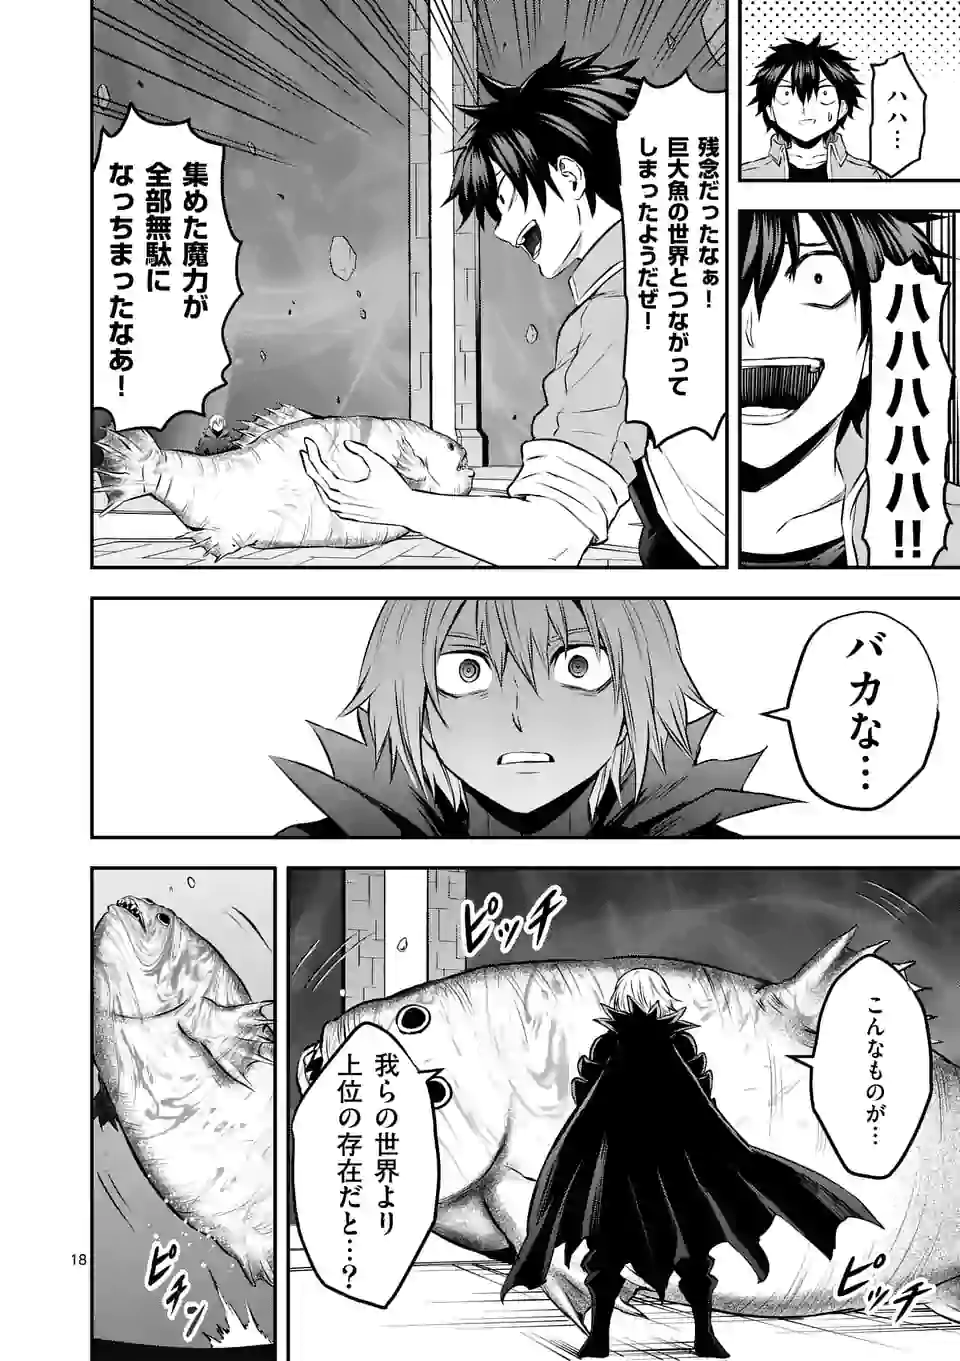 ハハ…
ハハハハハ!!
残念だったなぁ！
巨大魚の世界とつながって
しまったようだぜ！
集めた魔力が
全部無駄に
なっちまったなあ！
バカな…
ピッチ
こんなものが…
我らの世界より
上位の存在だと…？
ピッチ
ピチン
18